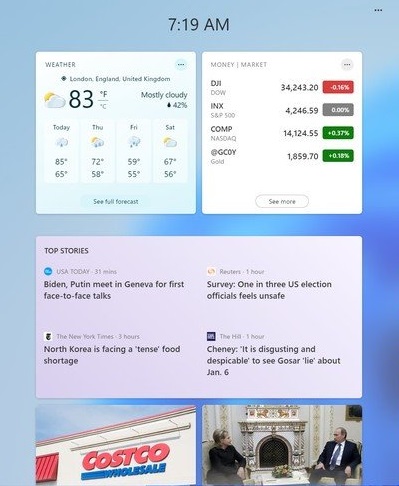 7:19 AM
WEATHER
London, England, United Kingdom
83 °F
°C
Mostly cloudy
42%
Today Thu Fri Sat
85° 72° 59° 67°
65° 58° 55° 56°
See full forecast
MONEY | MARKET
DJI
DOW
34,243.20 -0.16%
INX
S&P 500
4,246.59 0.00%
COMP
NASDAQ
14,124.55 +0.37%
@GC0Y
Gold
1,859.70 +0.18%
See more
TOP STORIES
USA TODAY · 31 mins
Biden, Putin meet in Geneva for first
face-to-face talks
Reuters · 1 hour
Survey: One in three US election
officials feels unsafe
The New York Times · 3 hours
North Korea is facing a 'tense' food
shortage
The Hill · 1 hour
Cheney: 'It is disgusting and
despicable' to see Gosar 'lie' about
Jan. 6
COSTCO
WHOLESALE